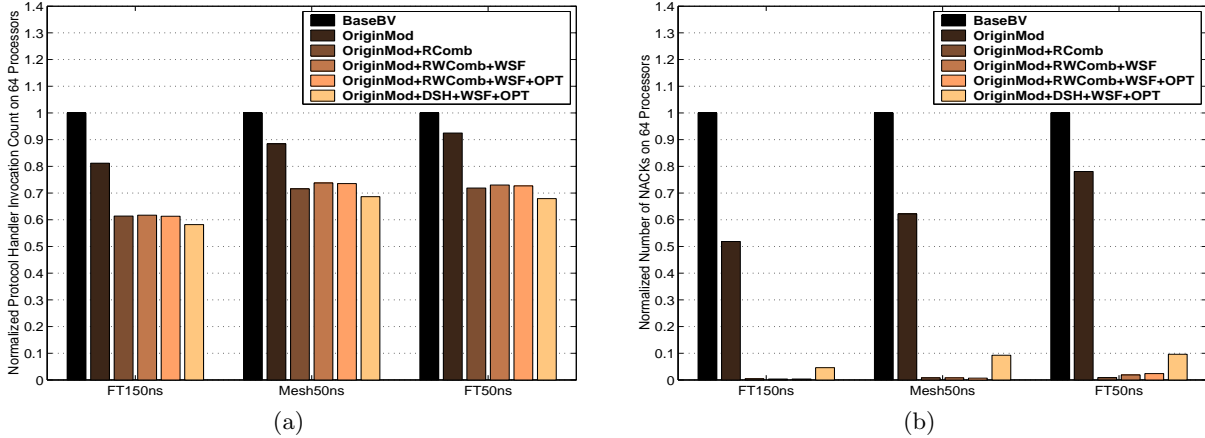 Normalized Protocol Handler Invocation Count on 64 Processors
1.4
1.3
1.2
1.1
1
0.9
0.8
0.7
0.6
0.5
0.4
0.3
0.2
0.1
0
BaseBV
OriginMod
OriginMod+RComb
OriginMod+RWComb+WSF
OriginMod+RWComb+WSF+OPT
OriginMod+DSH+WSF+OPT
FT150ns Mesh50ns FT50ns
(a)
Normalized Number of NACKs on 64 Processors
1.4
1.3
1.2
1.1
1
0.9
0.8
0.7
0.6
0.5
0.4
0.3
0.2
0.1
0
BaseBV
OriginMod
OriginMod+RComb
OriginMod+RWComb+WSF
OriginMod+RWComb+WSF+OPT
OriginMod+DSH+WSF+OPT
FT150ns Mesh50ns FT50ns
(b)